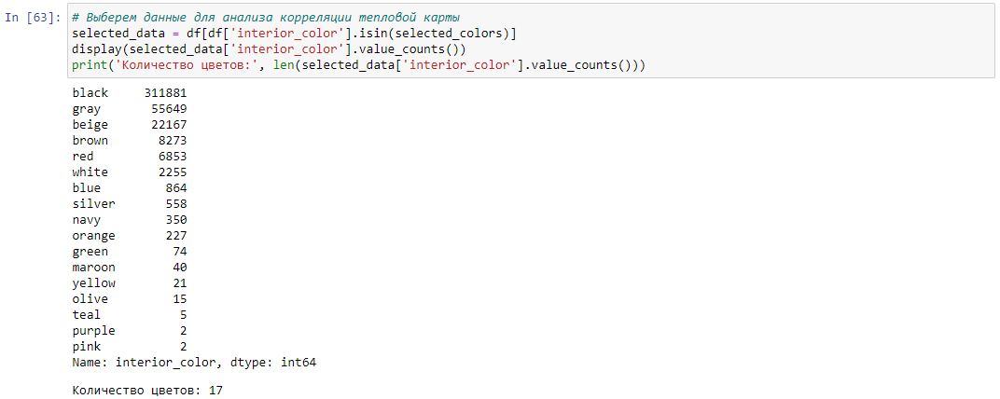 In [63]: # Выберем данные для анализа корреляции тепловой карты
selected_data = df[df['interior_color'].isin(selected_colors)]
display(selected_data['interior_color'].value_counts())
print('Количество цветов:', len(selected_data['interior_color'].value_counts()))
black 311881
gray 55649
beige 22167
brown 8273
red 6853
white 2255
blue 864
silver 558
navy 350
orange 227
green 74
maroon 40
yellow 21
olive 15
teal 5
purple 2
pink 2
Name: interior_color, dtype: int64
Количество цветов: 17